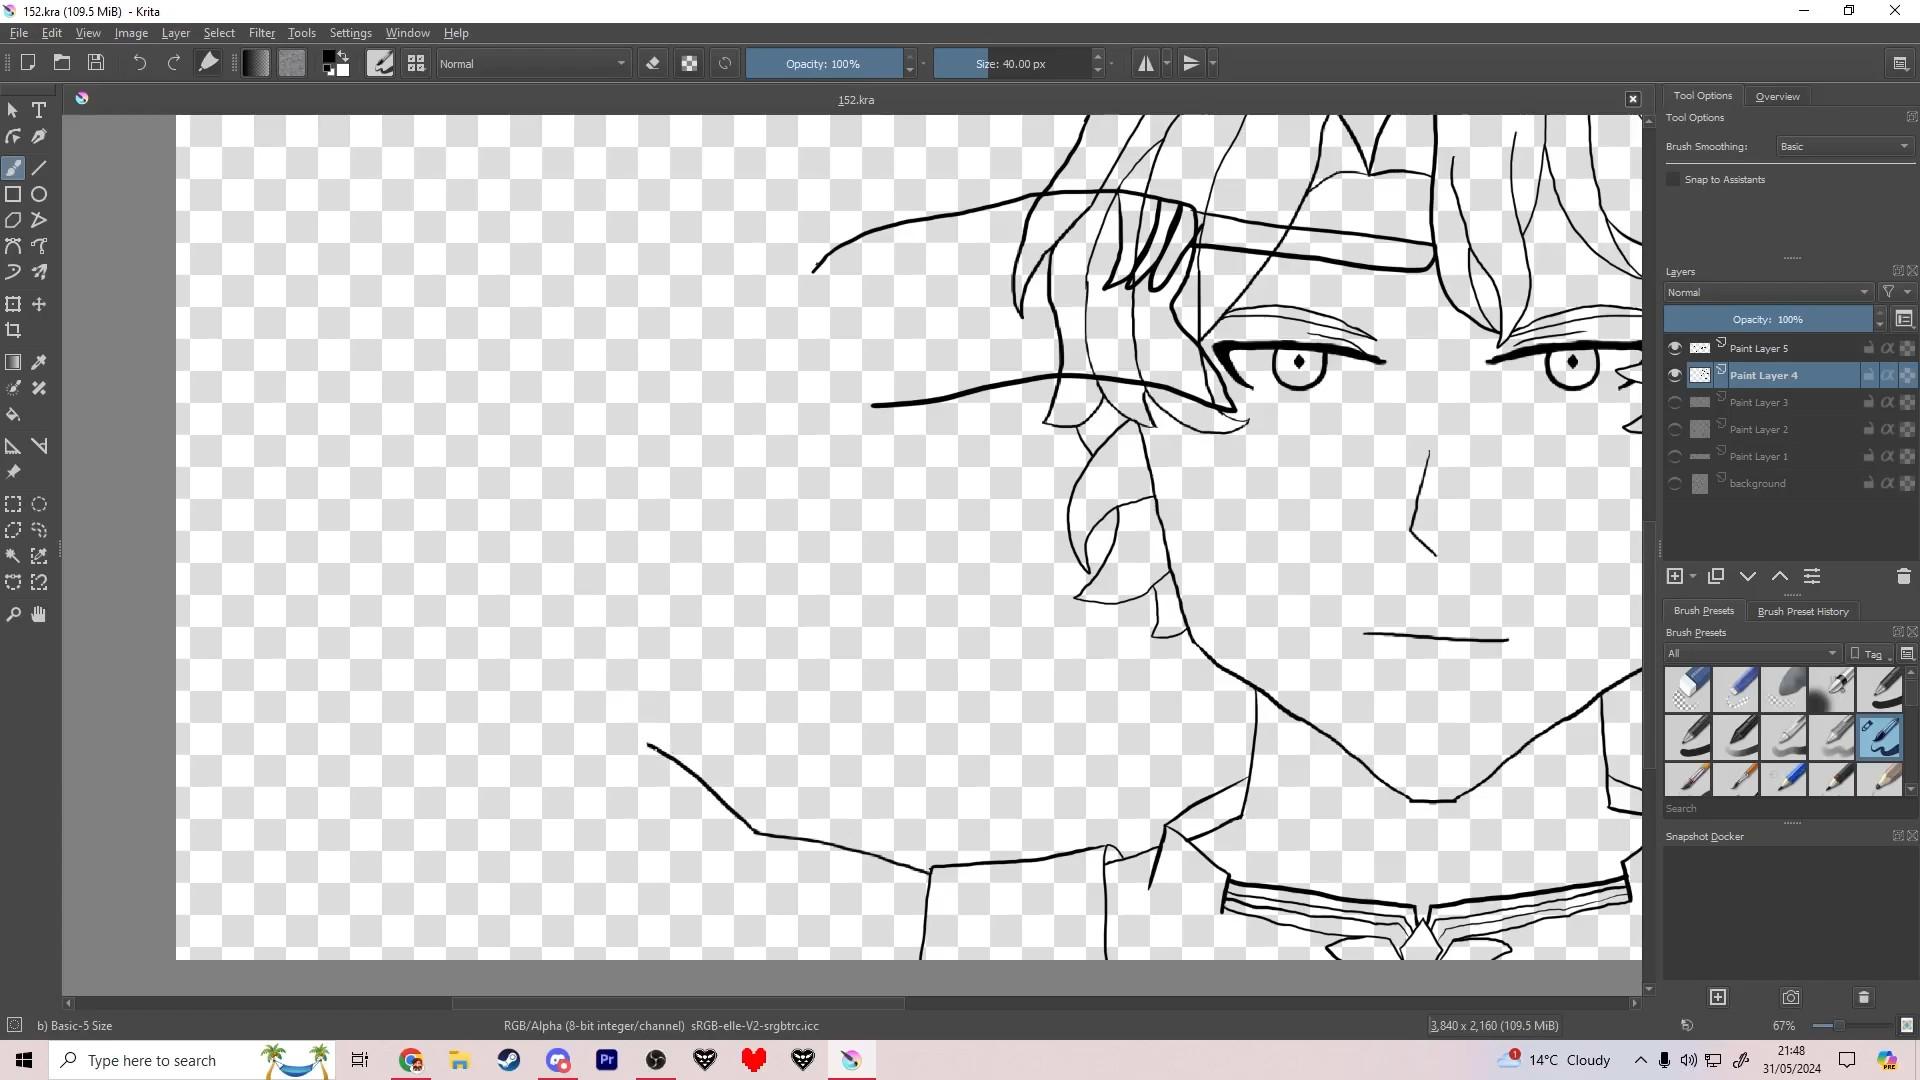 152.kra (109.5 MiB) - Krita
File Edit View Image Layer Select Filter Tools Settings Window Help
Normal
Opacity: 100%
Size: 40.00 px
152.kra
Tool Options
Overview
Tool Options
Brush Smoothing: Basic
Snap to Assistants
Layers
Normal
Opacity: 100%
Paint Layer 5
Paint Layer 4
Paint Layer 3
Paint Layer 2
Paint Layer 1
background
Brush Presets
Brush Preset History
Brush Presets
All
Tag
Search
Snapshot Docker
b) Basic-5 Size
RGB/Alpha (8-bit integer/channel) sRGB-elle-V2-srgbtrc.icc
3,840 x 2,160 (109.5 MiB)
67%
Type here to search
Pr
1
14°C Cloudy
21:48
31/05/2024
PRE